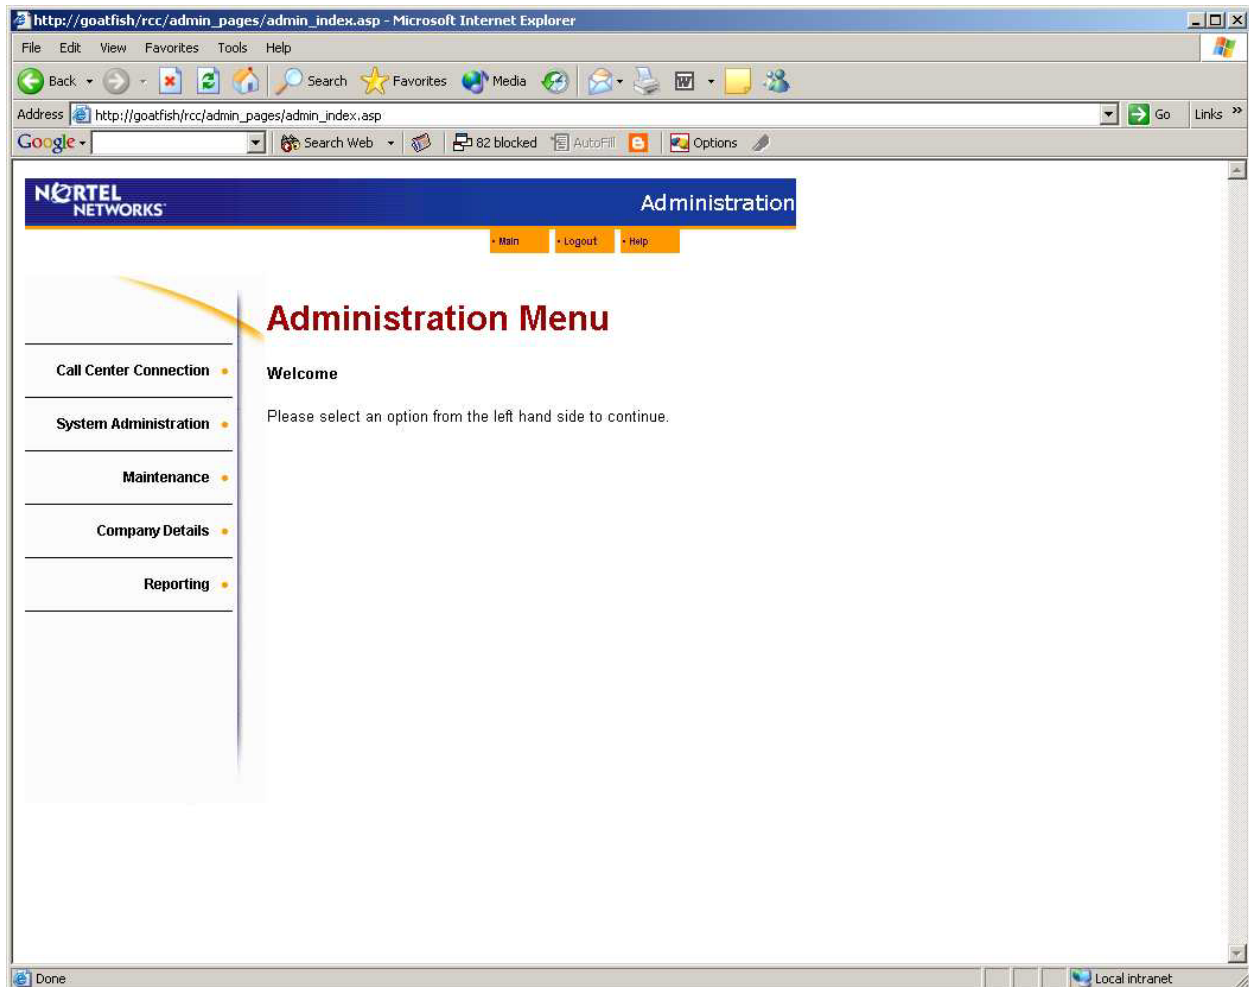 http://goatfish/rcc/admin_pages/admin_index.asp - Microsoft Internet Explorer
File Edit View Favorites Tools Help
Back Search Favorites Media
Address http://goatfish/rcc/admin_pages/admin_index.asp Go Links »
Google Search Web 82 blocked AutoFill Options
NORTEL
NETWORKS
Administration
Main Logout Help
Administration Menu
Call Center Connection
Welcome
System Administration
Please select an option from the left hand side to continue.
Maintenance
Company Details
Reporting
Done Local intranet